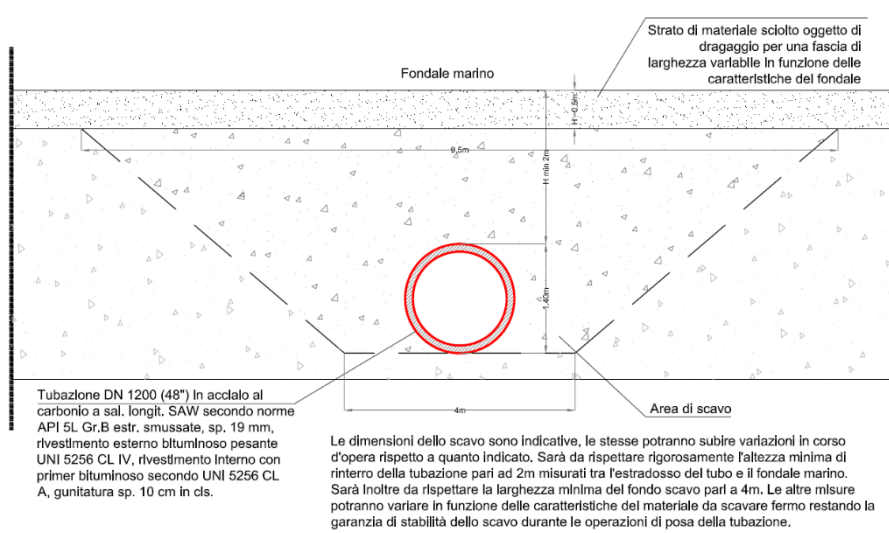 Strato di materiale sciolto oggetto di
dragaggio per una fascia di
larghezza variabile in funzione delle
caratteristiche del fondale
Fondale marino
H ~0,5m
9,5m
H min 2m
1.40m
4m
Area di scavo
Tubazione DN 1200 (48") in acciaio al
carbonio a sal. longit. SAW secondo norme
API 5L Gr.B estr. smussate, sp. 19 mm,
rivestimento esterno bituminoso pesante
UNI 5256 CL IV, rivestimento interno con
primer bituminoso secondo UNI 5256 CL
A, gunitatura sp. 10 cm in cls.
Le dimensioni dello scavo sono indicative, le stesse potranno subire variazioni in corso
d'opera rispetto a quanto indicato. Sarà da rispettare rigorosamente l'altezza minima di
rinterro della tubazione pari ad 2m misurati tra l'estradosso del tubo e il fondale marino.
Sarà inoltre da rispettare la larghezza minima del fondo scavo pari a 4m. Le altre misure
potranno variare in funzione delle caratteristiche del materiale da scavare fermo restando la
garanzia di stabilità dello scavo durante le operazioni di posa della tubazione.